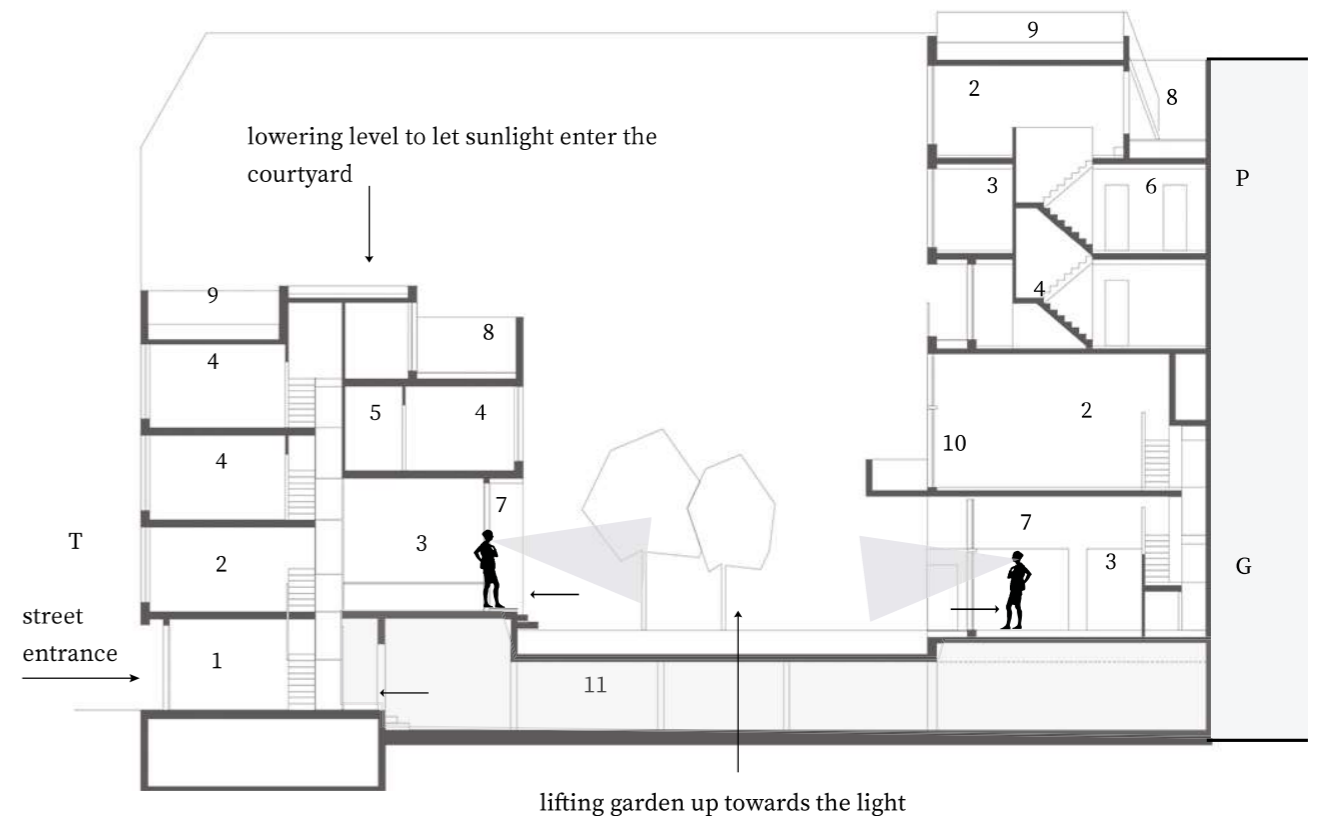 9
2
8
lowering level to let sunlight enter the
courtyard
3
6
P
9
4
8
4
5
4
2
10
4
7
T
3
7
2
3
G
street
entrance
1
11
lifting garden up towards the light